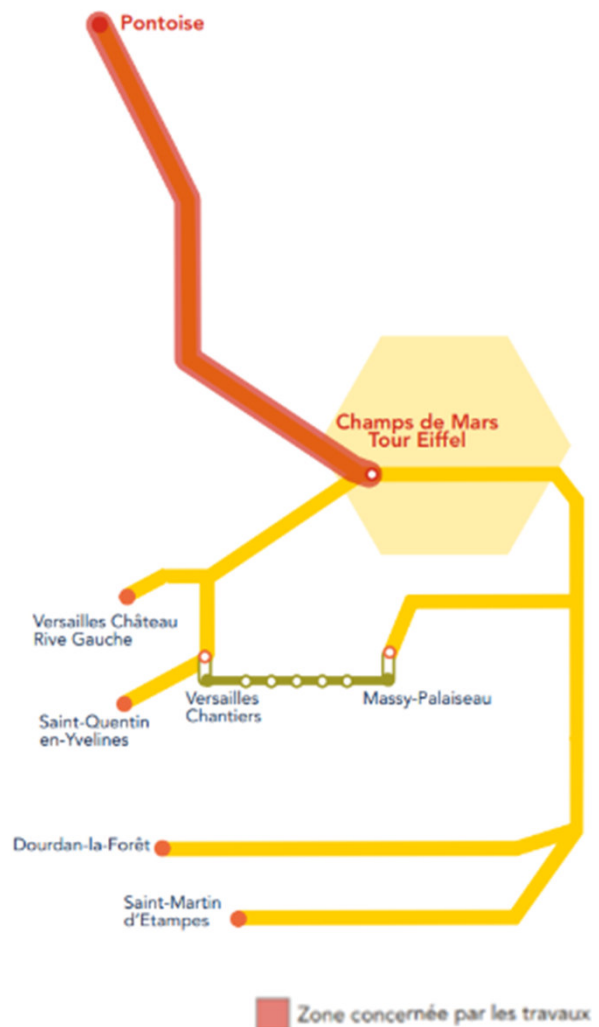 Pontoise
Champs de Mars
Tour Eiffel
Versailles Château
Rive Gauche
Versailles
Chantiers
Massy-Palaiseau
Saint-Quentin
en-Yvelines
Dourdan-la-Forêt
Saint-Martin
d'Etampes
Zone concernée par les travaux